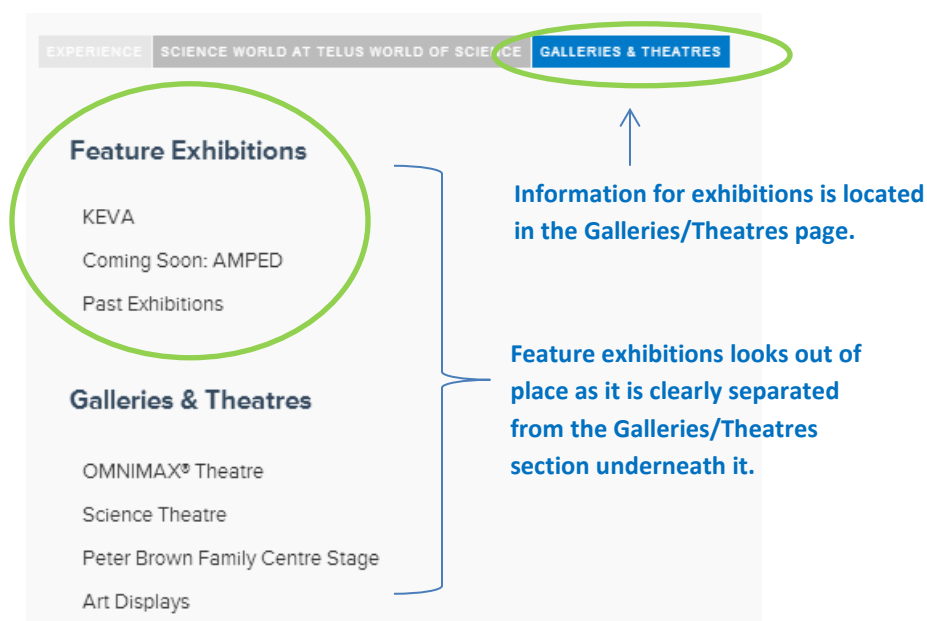 EXPERIENCE SCIENCE WORLD AT TELUS WORLD OF SCIENCE GALLERIES & THEATRES
Feature Exhibitions
KEVA
Coming Soon: AMPED
Past Exhibitions
Information for exhibitions is located
in the Galleries/Theatres page.
Feature exhibitions looks out of
place as it is clearly separated
from the Galleries/Theatres
section underneath it.
Galleries & Theatres
OMNIMAX® Theatre
Science Theatre
Peter Brown Family Centre Stage
Art Displays